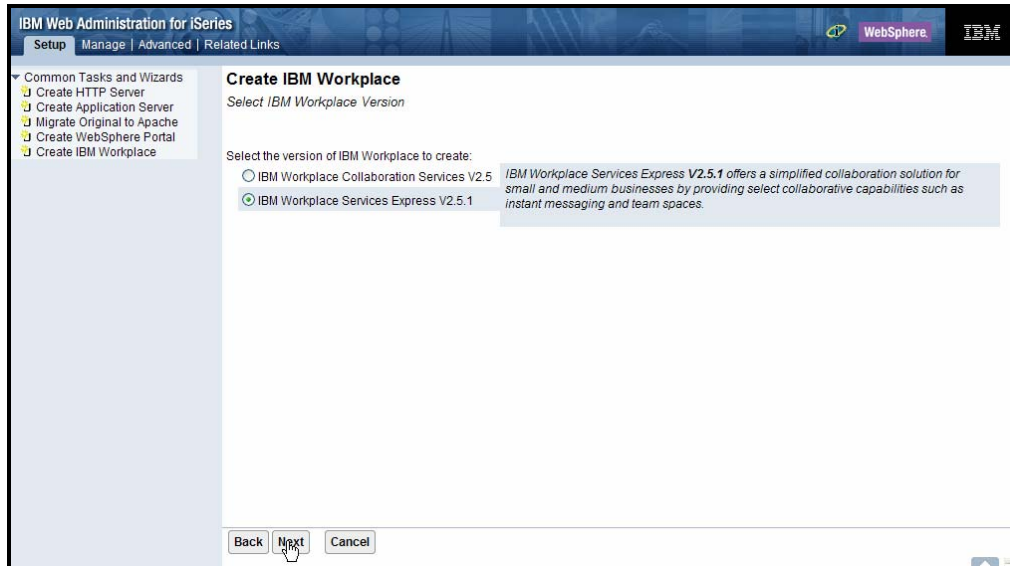 IBM Web Administration for iSeries
Setup Manage | Advanced | Related Links
WebSphere.
IBM
Common Tasks and Wizards
Create HTTP Server
Create Application Server
Migrate Original to Apache
Create WebSphere Portal
Create IBM Workplace
Create IBM Workplace
Select IBM Workplace Version
Select the version of IBM Workplace to create:
IBM Workplace Collaboration Services V2.5
IBM Workplace Services Express V2.5.1
IBM Workplace Services Express V2.5.1 offers a simplified collaboration solution for
small and medium businesses by providing select collaborative capabilities such as
instant messaging and team spaces.
Back Next Cancel